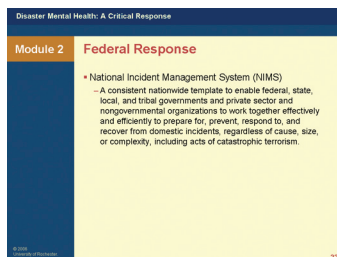 Disaster Mental Health: A Critical Response
Module 2
Federal Response
▪ National Incident Management System (NIMS)
– A consistent nationwide template to enable federal, state,
local, and tribal governments and private sector and
nongovernmental organizations to work together effectively
and efficiently to prepare for, prevent, respond to, and
recover from domestic incidents, regardless of cause, size,
or complexity, including acts of catastrophic terrorism.
University of Rochester